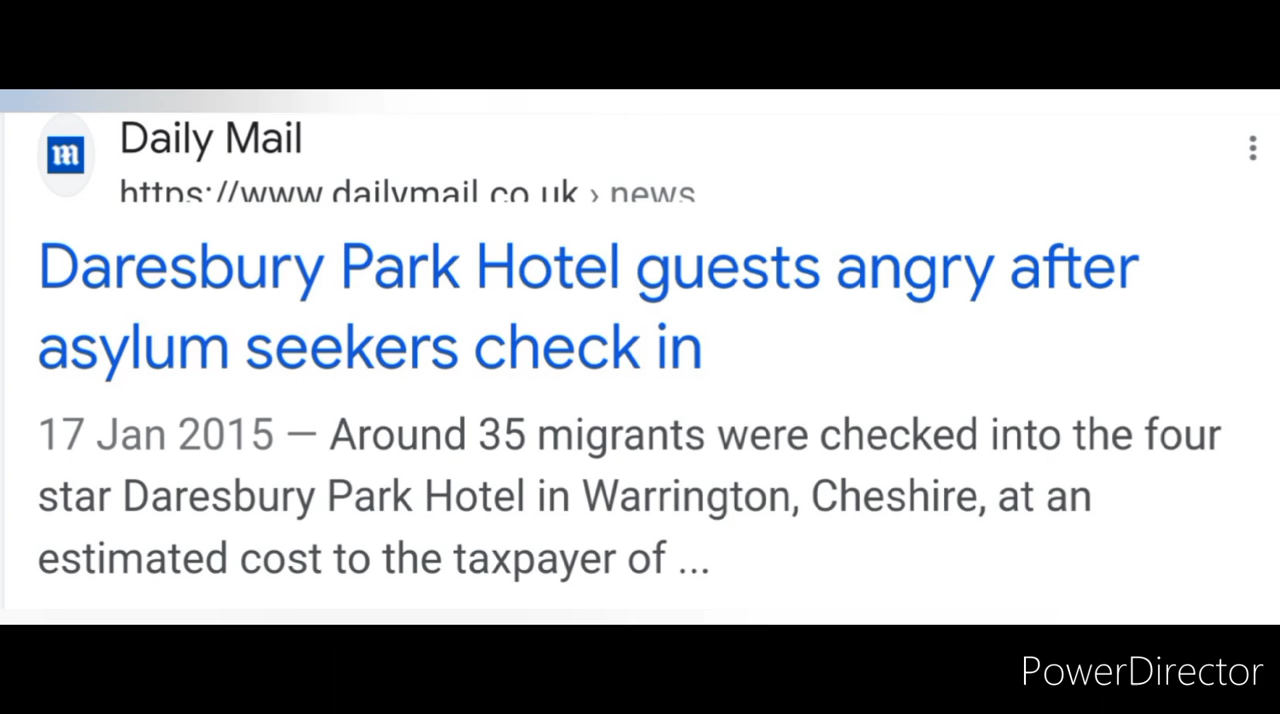 Daily Mail
https://www.dailymail.co.uk › news
Daresbury Park Hotel guests angry after
asylum seekers check in
17 Jan 2015 — Around 35 migrants were checked into the four
star Daresbury Park Hotel in Warrington, Cheshire, at an
estimated cost to the taxpayer of ...
PowerDirector